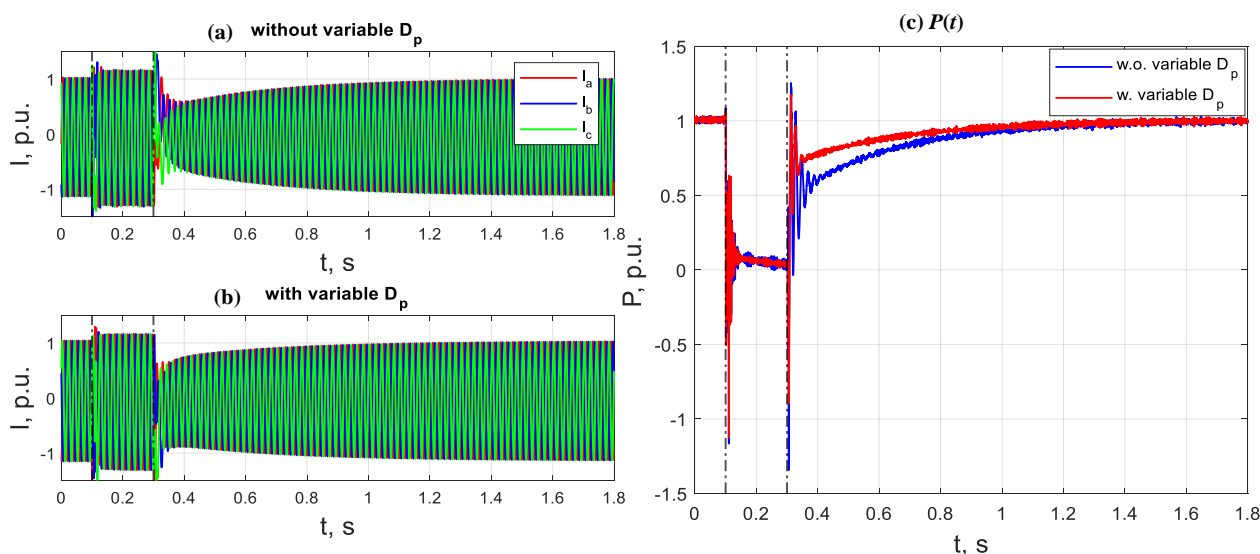 (a) without variable Dp
1
0
-1
I, p.u.
Ia
Ib
Ic
0 0.2 0.4 0.6 0.8 1 1.2 1.4 1.6 1.8
t, s
(b) with variable Dp
1
0
-1
I, p.u.
0 0.2 0.4 0.6 0.8 1 1.2 1.4 1.6 1.8
t, s
(c) P(t)
1.5
1
0.5
0
-0.5
-1
-1.5
P, p.u.
w.o. variable Dp
w. variable Dp
0 0.2 0.4 0.6 0.8 1 1.2 1.4 1.6 1.8
t, s